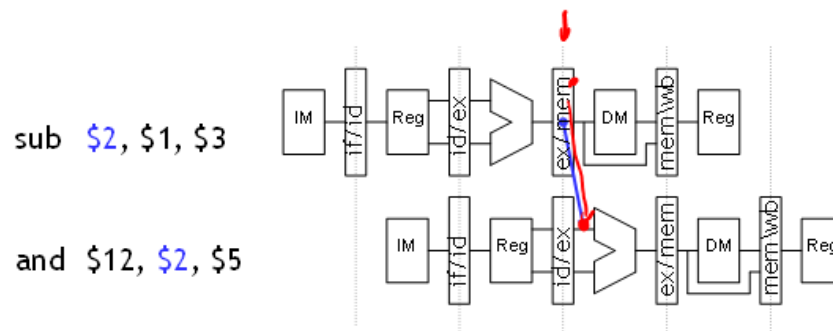 sub $2, $1, $3
IM if/id Reg id/ex ex/mem DM mem\wb Reg
and $12, $2, $5
IM if/id Reg id/ex ex/mem DM mem\wb Reg